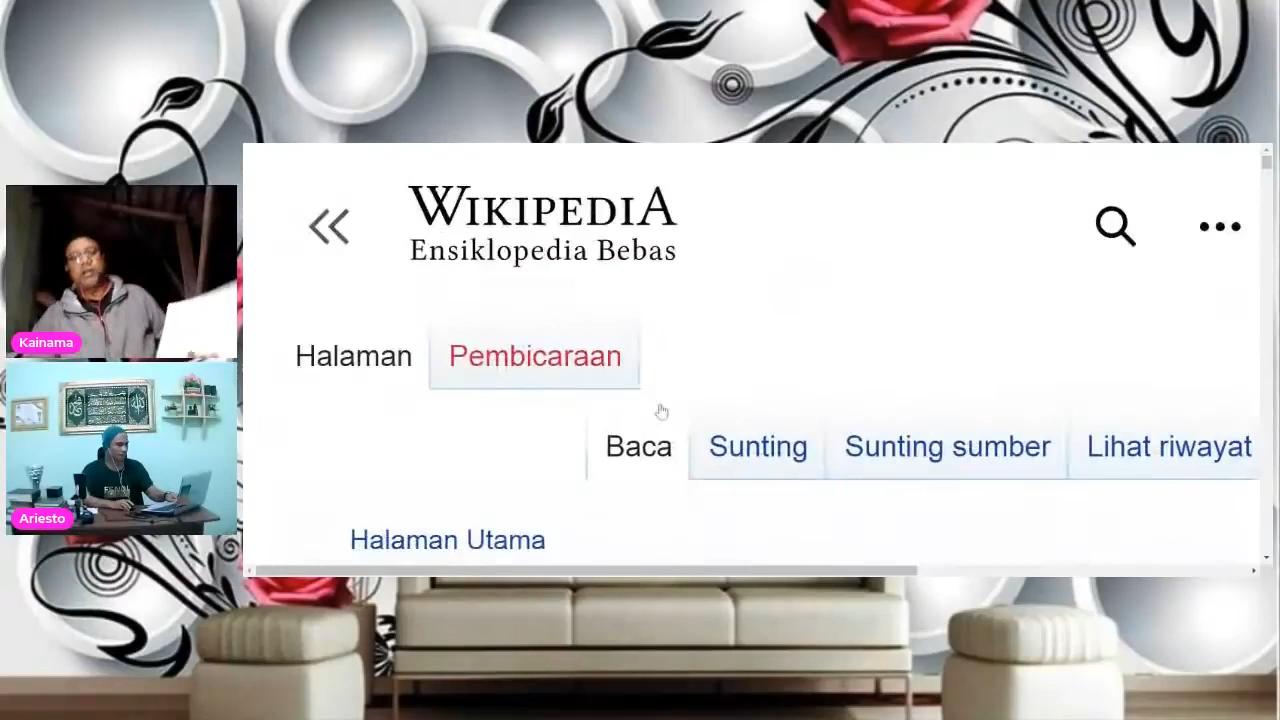 WIKIPEDIA
Ensiklopedia Bebas
Halaman Pembicaraan
Baca Sunting Sunting sumber Lihat riwayat
Halaman Utama
Kainama
Ariesto